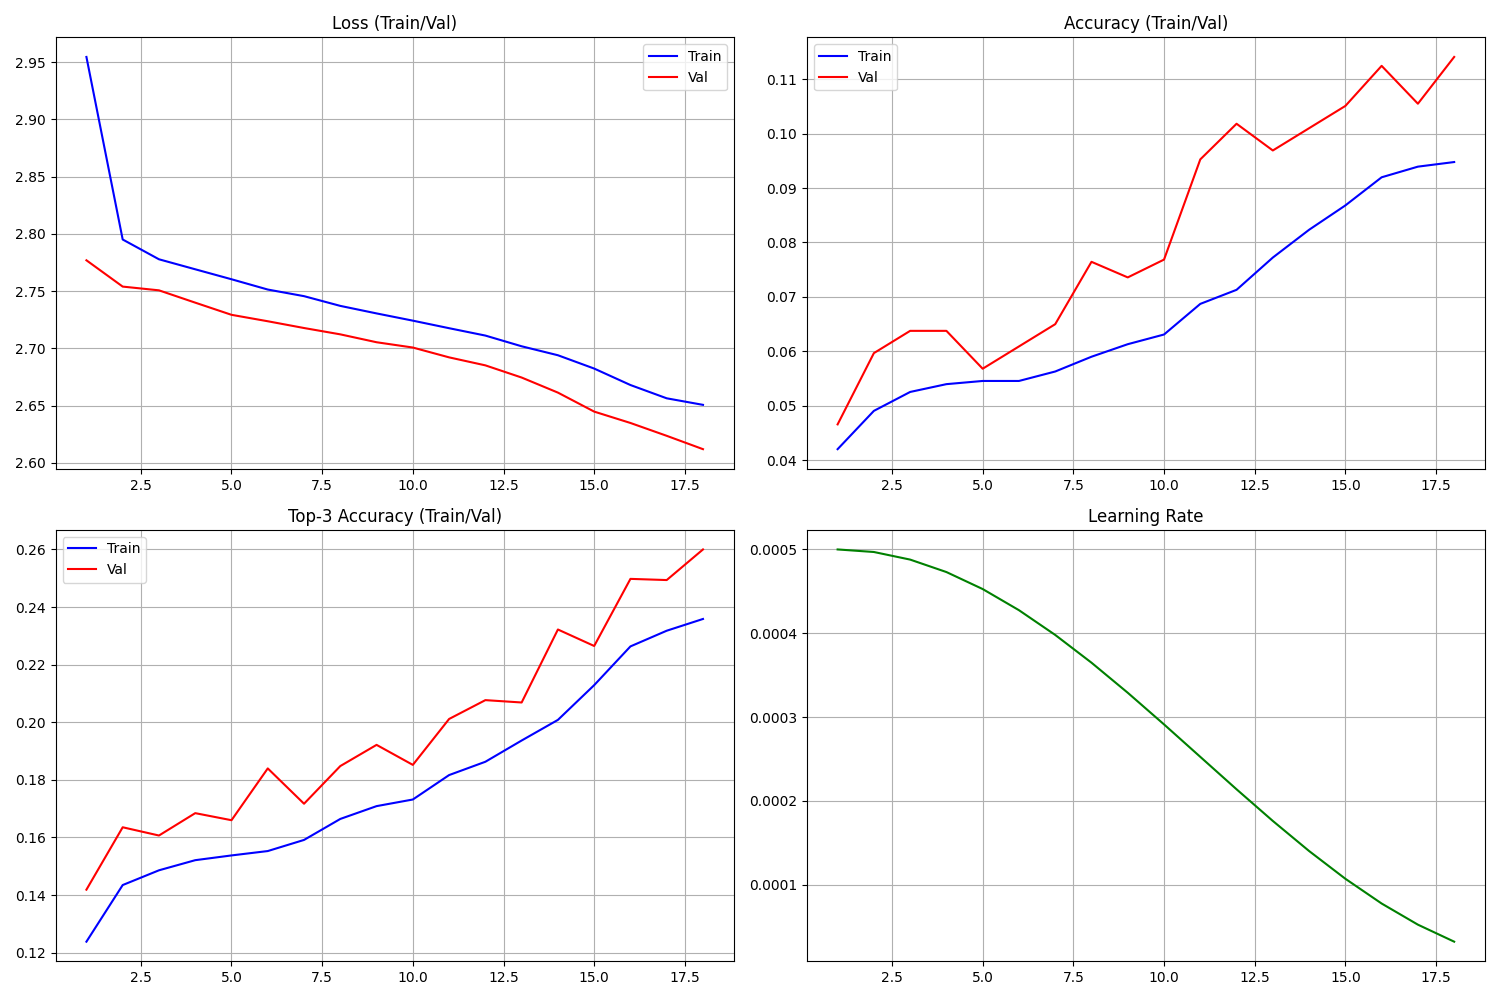 Loss (Train/Val)
Train
Val
2.95
2.90
2.85
2.80
2.75
2.70
2.65
2.60
2.5 5.0 7.5 10.0 12.5 15.0 17.5
Accuracy (Train/Val)
Train
Val
0.11
0.10
0.09
0.08
0.07
0.06
0.05
0.04
2.5 5.0 7.5 10.0 12.5 15.0 17.5
Top-3 Accuracy (Train/Val)
Train
Val
0.26
0.24
0.22
0.20
0.18
0.16
0.14
0.12
2.5 5.0 7.5 10.0 12.5 15.0 17.5
Learning Rate
0.0005
0.0004
0.0003
0.0002
0.0001
2.5 5.0 7.5 10.0 12.5 15.0 17.5